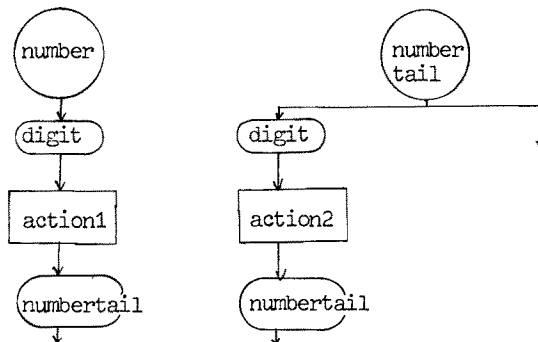 number
digit
action1
numbertail
number
tail
digit
action2
numbertail